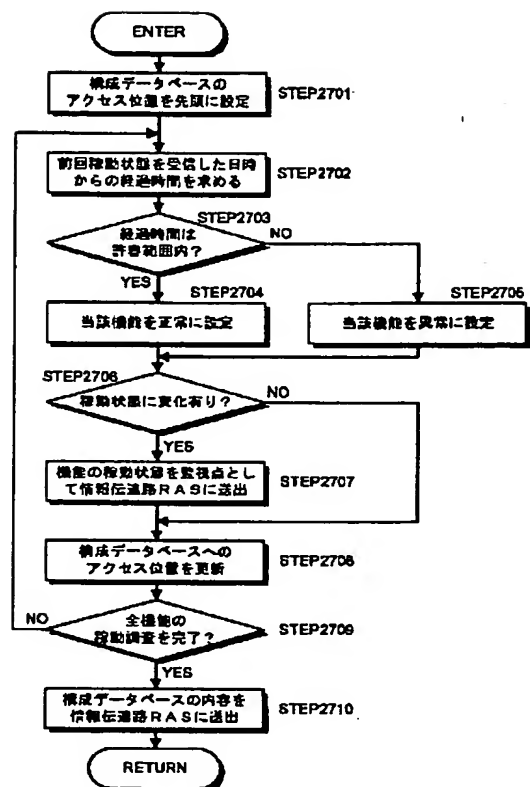 ENTER
構成データベースの
アクセス位置を先頭に設定
STEP2701
前回稼動状態を受信した日時
からの経過時間を求める
STEP2702
STEP2703
経過時間は
許容範囲内?
NO
YES
STEP2704
当該機能を正常に設定
STEP2705
当該機能を異常に設定
STEP2706
稼動状態に変化有り?
NO
YES
機能の稼動状態を監視点とし
て情報伝送路RASに送出
STEP2707
構成データベースへの
アクセス位置を更新
STEP2708
NO
全機能の
稼動調査を完了?
STEP2709
YES
構成データベースの内容を
情報伝送路RASに送出
STEP2710
RETURN